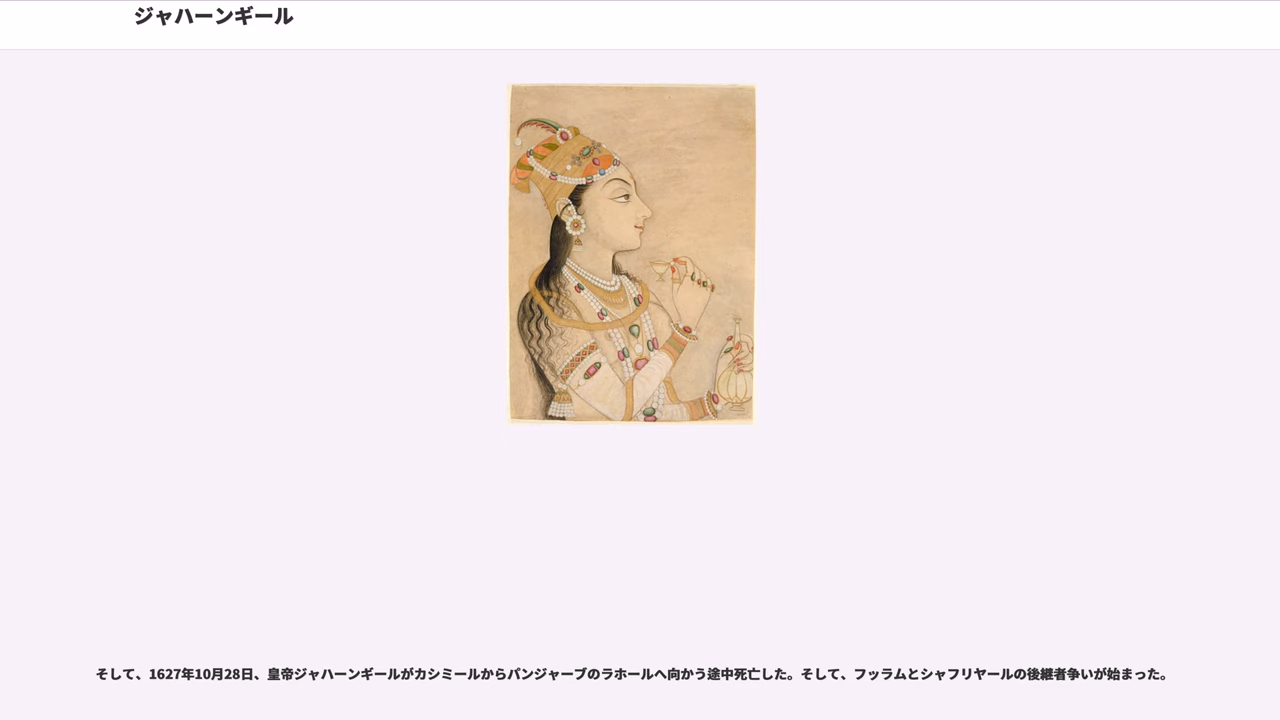 ジャハーンギール
そして、1627年10月28日、皇帝ジャハーンギールがカシミールからパンジャーブのラホールへ向かう途中死亡した。そして、フッラムとシャフリヤールの後継者争いが始まった。